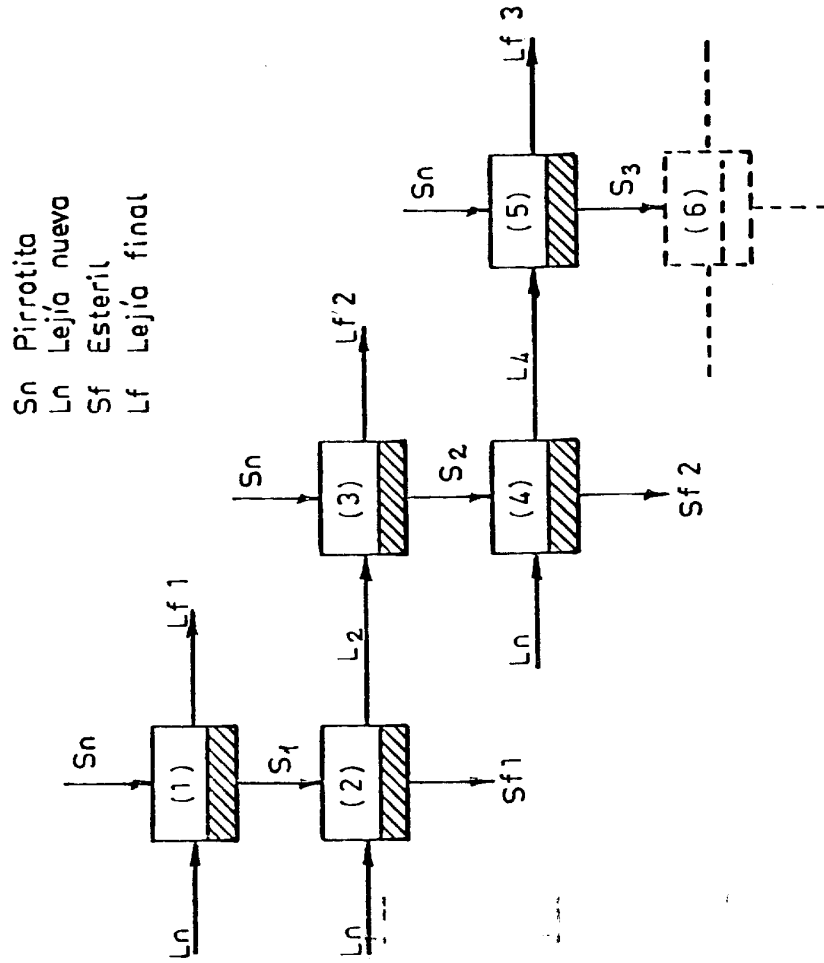 Sn Pirrotita
Ln Lejía nueva
Sf Esteril
Lf Lejía final
Sn
Ln
(1)
Lf 1
S1
Ln
(2)
L2
Sf1
Sn
(3)
Lf'2
S2
Ln
(4)
L4
Sf 2
Sn
(5)
Lf 3
S3
(6)